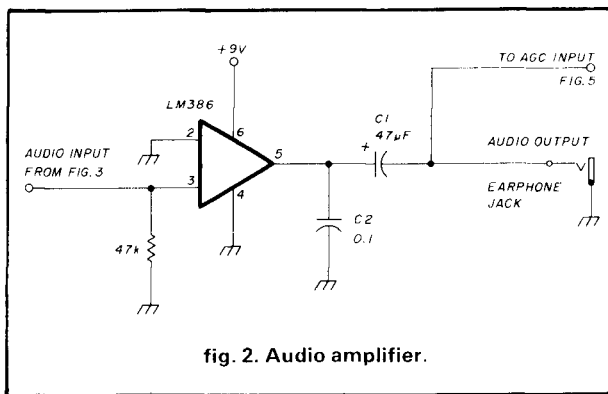 +9V
TO AGC INPUT
FIG.5
LM386
C1
47µF
2
6
+
AUDIO INPUT
FROM FIG. 3
5
AUDIO OUTPUT
3
4
EARPHONE
JACK
C2
0.1
47k
fig. 2. Audio amplifier.